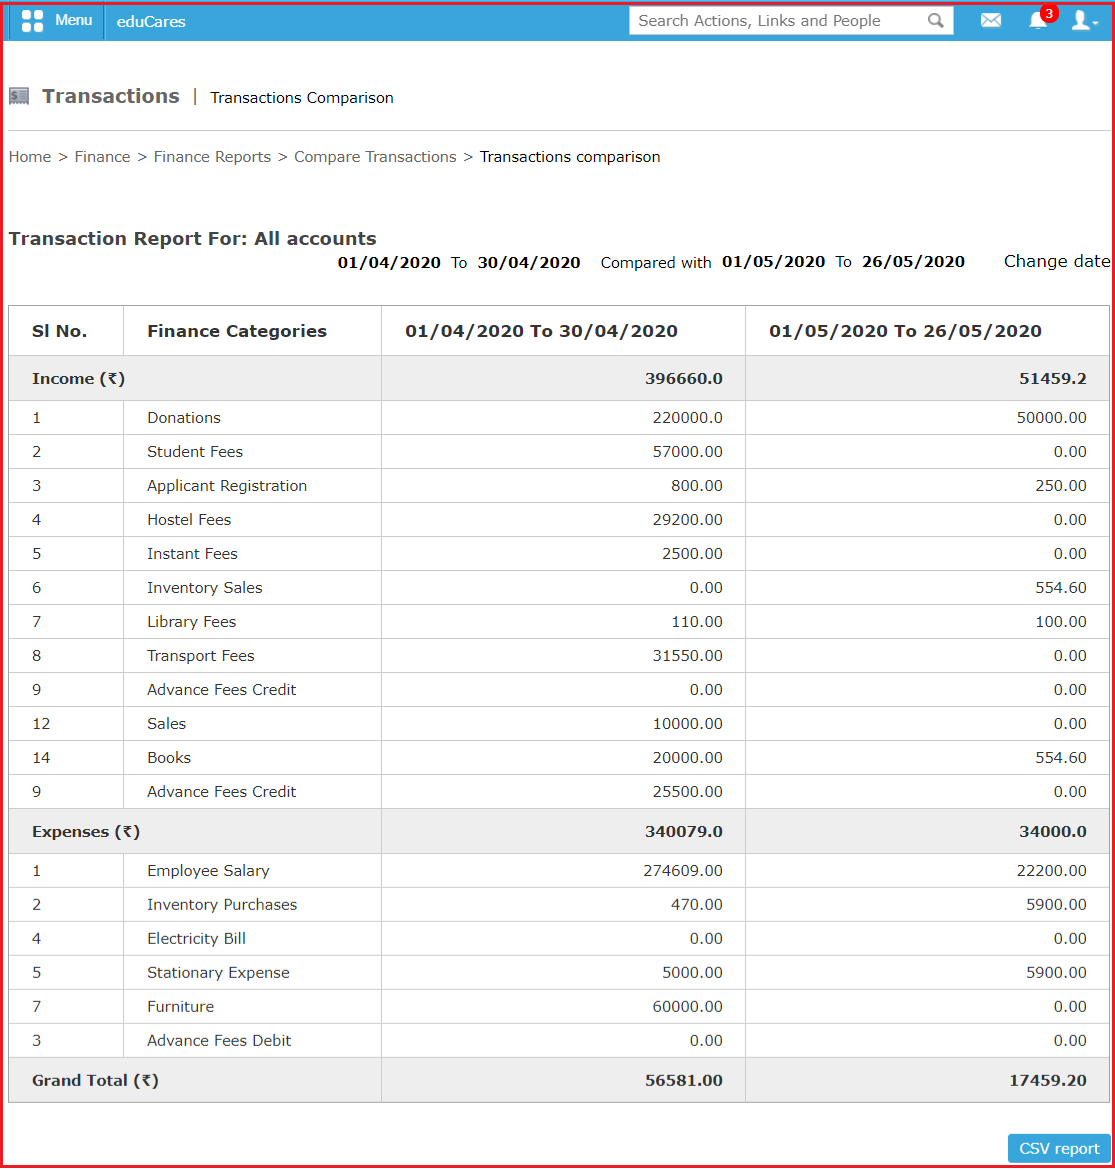 Menu eduCares Search Actions, Links and People 3
Transactions | Transactions Comparison
Home > Finance > Finance Reports > Compare Transactions > Transactions comparison
Transaction Report For: All accounts
01/04/2020 To 30/04/2020 Compared with 01/05/2020 To 26/05/2020 Change date
Sl No. Finance Categories 01/04/2020 To 30/04/2020 01/05/2020 To 26/05/2020
Income (₹) 396660.0 51459.2
1 Donations 220000.0 50000.00
2 Student Fees 57000.00 0.00
3 Applicant Registration 800.00 250.00
4 Hostel Fees 29200.00 0.00
5 Instant Fees 2500.00 0.00
6 Inventory Sales 0.00 554.60
7 Library Fees 110.00 100.00
8 Transport Fees 31550.00 0.00
9 Advance Fees Credit 0.00 0.00
12 Sales 10000.00 0.00
14 Books 20000.00 554.60
9 Advance Fees Credit 25500.00 0.00
Expenses (₹) 340079.0 34000.0
1 Employee Salary 274609.00 22200.00
2 Inventory Purchases 470.00 5900.00
4 Electricity Bill 0.00 0.00
5 Stationary Expense 5000.00 5900.00
7 Furniture 60000.00 0.00
3 Advance Fees Debit 0.00 0.00
Grand Total (₹) 56581.00 17459.20
CSV report